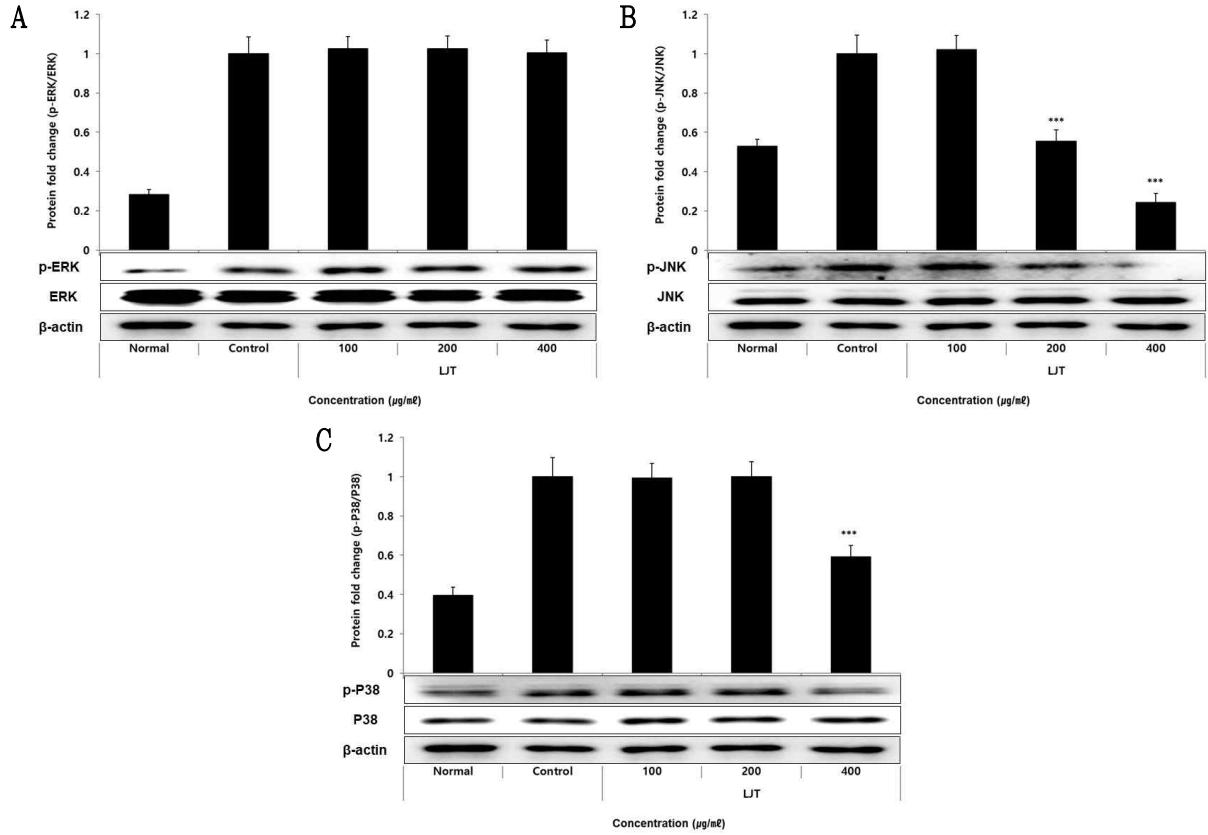 A
Protein fold change (p-ERK/ERK)
1.2
1
0.8
0.6
0.4
0.2
0
p-ERK
ERK
β-actin
Normal Control 100 200 400
LJT
Concentration (㎍/㎖)
B
Protein fold change (p-JNK/JNK)
1.2
1
0.8
0.6
0.4
0.2
0
***
***
p-JNK
JNK
β-actin
Normal Control 100 200 400
LJT
Concentration (㎍/㎖)
C
Protein fold change (p-P38/P38)
1.2
1
0.8
0.6
0.4
0.2
0
***
p-P38
P38
β-actin
Normal Control 100 200 400
LJT
Concentration (㎍/㎖)